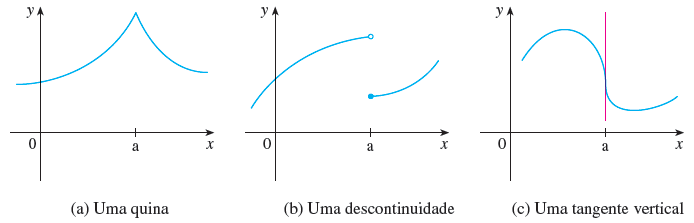 y
0
a
x
(a) Uma quina
y
0
a
x
(b) Uma descontinuidade
y
0
a
x
(c) Uma tangente vertical